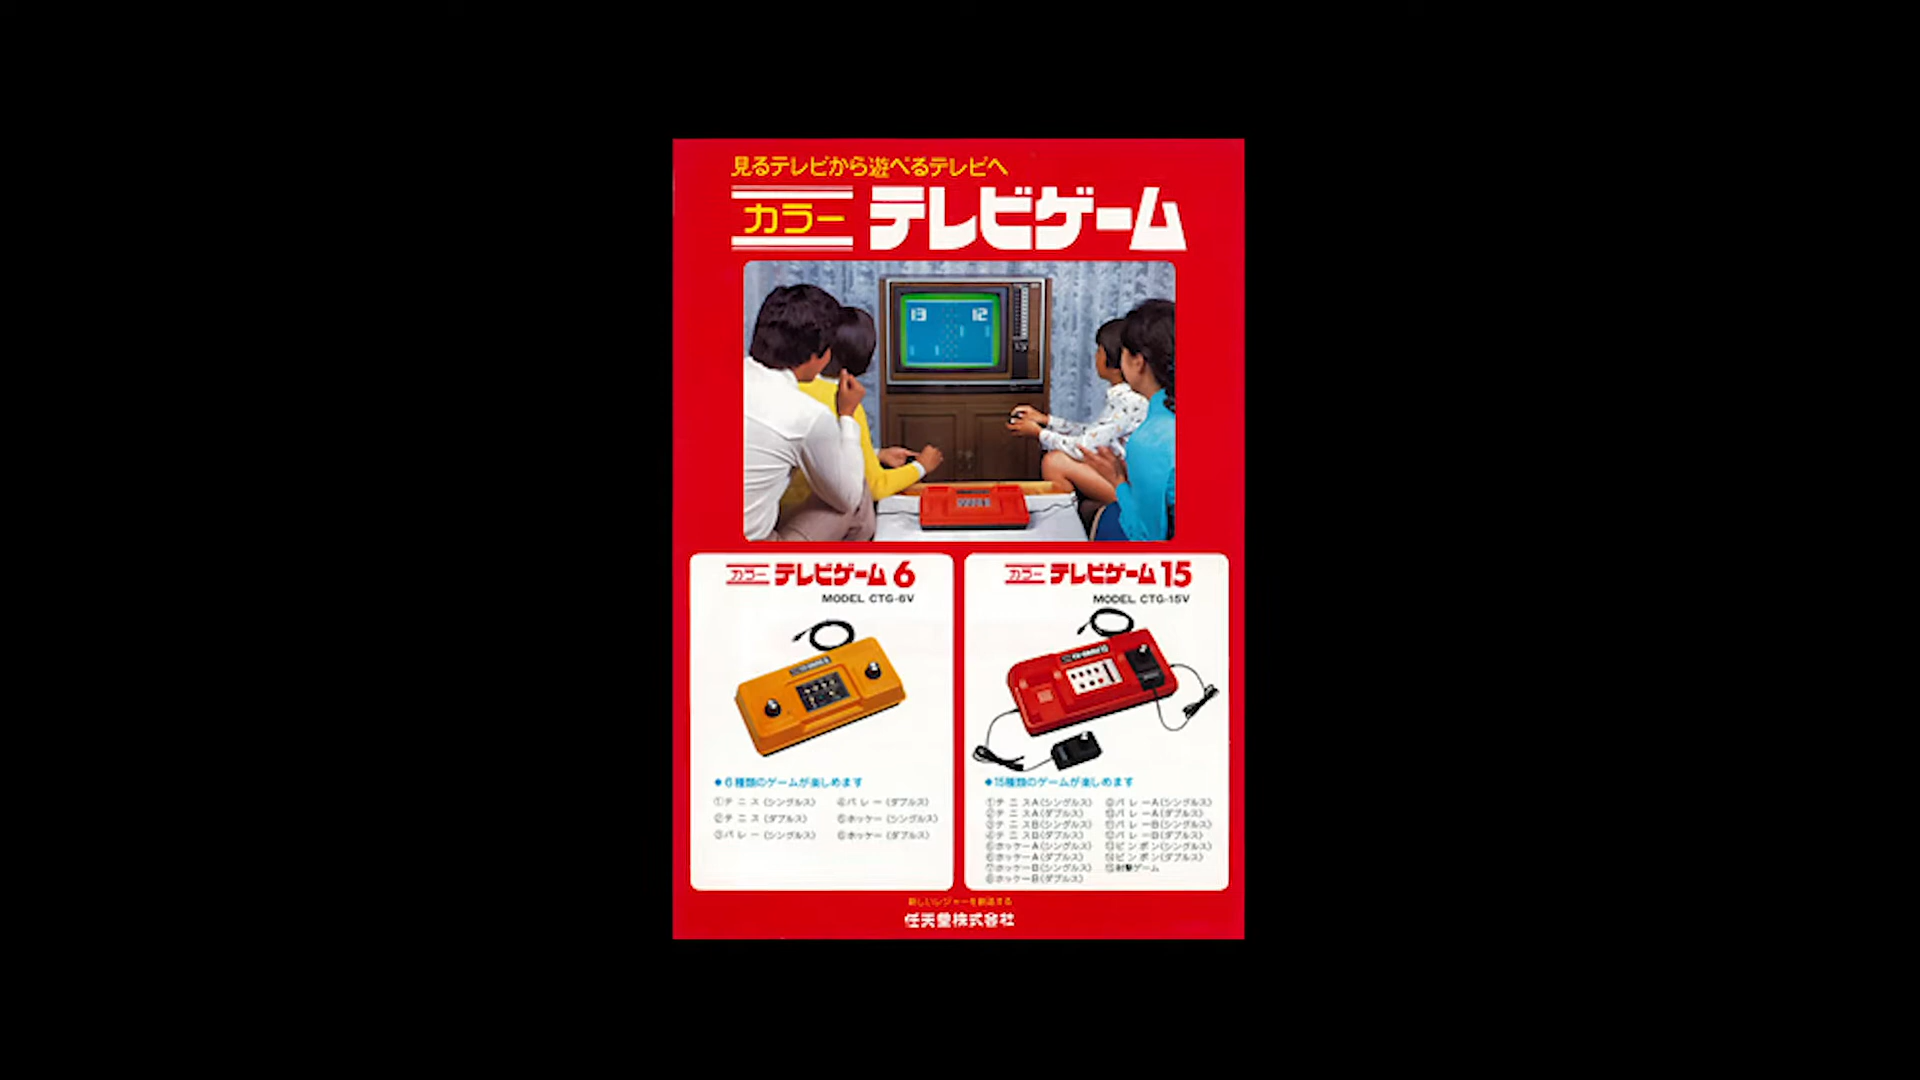 見るテレビから遊べるテレビへ
カラー テレビゲーム
13 12
カラー テレビゲーム 6
MODEL CTG-6V
◆6種類のゲームが楽しめます
①テニス(シングルス) ④バレー(ダブルス)
②テニス(ダブルス) ⑤ホッケー(シングルス)
③バレー(シングルス) ⑥ホッケー(ダブルス)
カラー テレビゲーム 15
MODEL CTG-15V
◆15種類のゲームが楽しめます
①テニスA(シングルス) ⑨バレーA(シングルス)
②テニスA(ダブルス) ⑩バレーA(ダブルス)
③テニスB(シングルス) ⑪バレーB(シングルス)
④テニスB(ダブルス) ⑫バレーB(ダブルス)
⑤ホッケーA(シングルス) ⑬ピンポン(シングルス)
⑥ホッケーA(ダブルス) ⑭ピンポン(ダブルス)
⑦ホッケーB(シングルス) ⑮射撃ゲーム
⑧ホッケーB(ダブルス)
新しいレジャーを創造する
任天堂株式会社